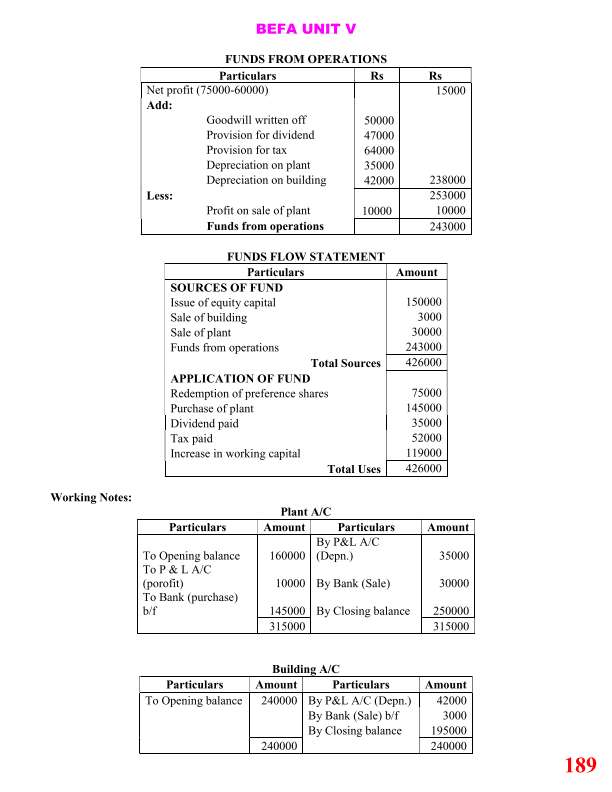 BEFA UNIT V
FUNDS FROM OPERATIONS
Particulars Rs Rs
Net profit (75000-60000) 15000
Add:
Goodwill written off 50000
Provision for dividend 47000
Provision for tax 64000
Depreciation on plant 35000
Depreciation on building 42000 238000
Less: 253000
Profit on sale of plant 10000 10000
Funds from operations 243000
FUNDS FLOW STATEMENT
Particulars Amount
SOURCES OF FUND
Issue of equity capital 150000
Sale of building 3000
Sale of plant 30000
Funds from operations 243000
Total Sources 426000
APPLICATION OF FUND
Redemption of preference shares 75000
Purchase of plant 145000
Dividend paid 35000
Tax paid 52000
Increase in working capital 119000
Total Uses 426000
Working Notes:
Plant A/C
Particulars Amount Particulars Amount
By P&L A/C
To Opening balance 160000 (Depn.) 35000
To P & L A/C
(porofit) 10000 By Bank (Sale) 30000
To Bank (purchase)
b/f 145000 By Closing balance 250000
315000 315000
Building A/C
Particulars Amount Particulars Amount
To Opening balance 240000 By P&L A/C (Depn.) 42000
By Bank (Sale) b/f 3000
By Closing balance 195000
240000 240000
189